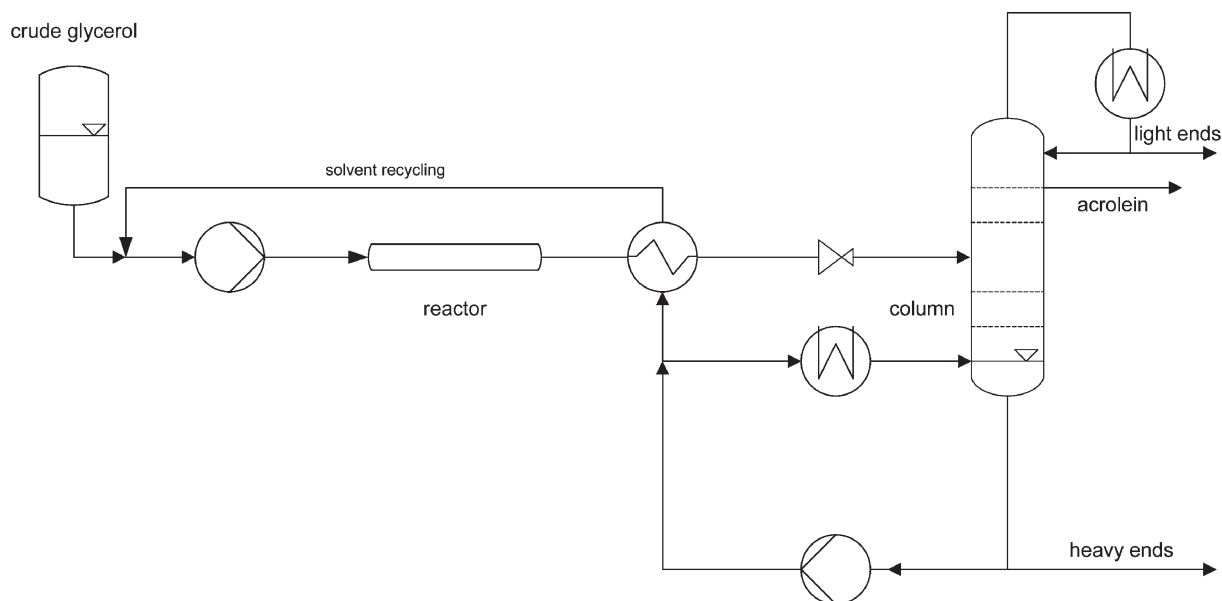 crude glycerol
light ends
solvent recycling
acrolein
reactor
column
heavy ends